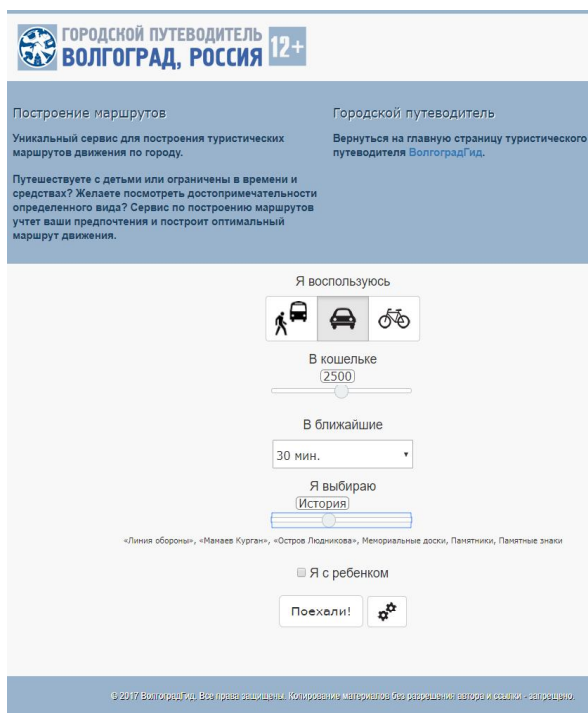 ГОРОДСКОЙ ПУТЕВОДИТЕЛЬ
ВОЛГОГРАД, РОССИЯ
12+
Построение маршрутов
Уникальный сервис для построения туристических
маршрутов движения по городу.
Путешествуете с детьми или ограничены в времени и
средствах? Желаете посмотреть достопримечательности
определенного вида? Сервис по построению маршрутов
учтет ваши предпочтения и построит оптимальный
маршрут движения.
Городской путеводитель
Вернуться на главную страницу туристического
путеводителя ВолгоградГид.
Я воспользуюсь
В кошельке
2500
В ближайшие
30 мин.
Я выбираю
История
«Линия обороны», «Мамаев Курган», «Остров Людникова», Мемориальные доски, Памятники, Памятные знаки
Я с ребенком
Поехали!
© 2017 ВолгоградГид. Все права защищены. Копирование материалов без разрешения автора и ссылки - запрещено.